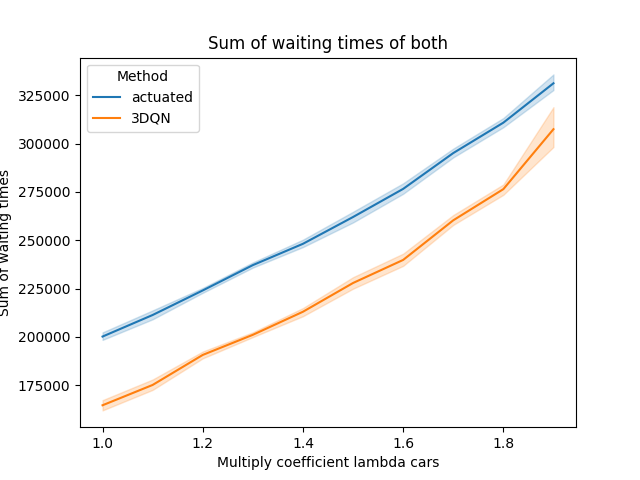 Sum of waiting times of both
Method
actuated
3DQN
325000
300000
275000
250000
225000
200000
175000
Sum of waiting times
1.0 1.2 1.4 1.6 1.8
Multiply coefficient lambda cars